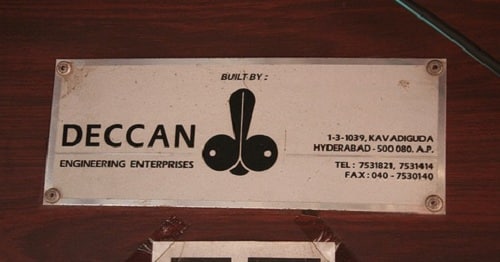 BUILT BY :
DECCAN
ENGINEERING ENTERPRISES
1-3-1039, KAVADIGUDA
HYDERABAD - 500 080. A.P.
TEL : 7531821, 7531414
FAX : 040 - 7530140